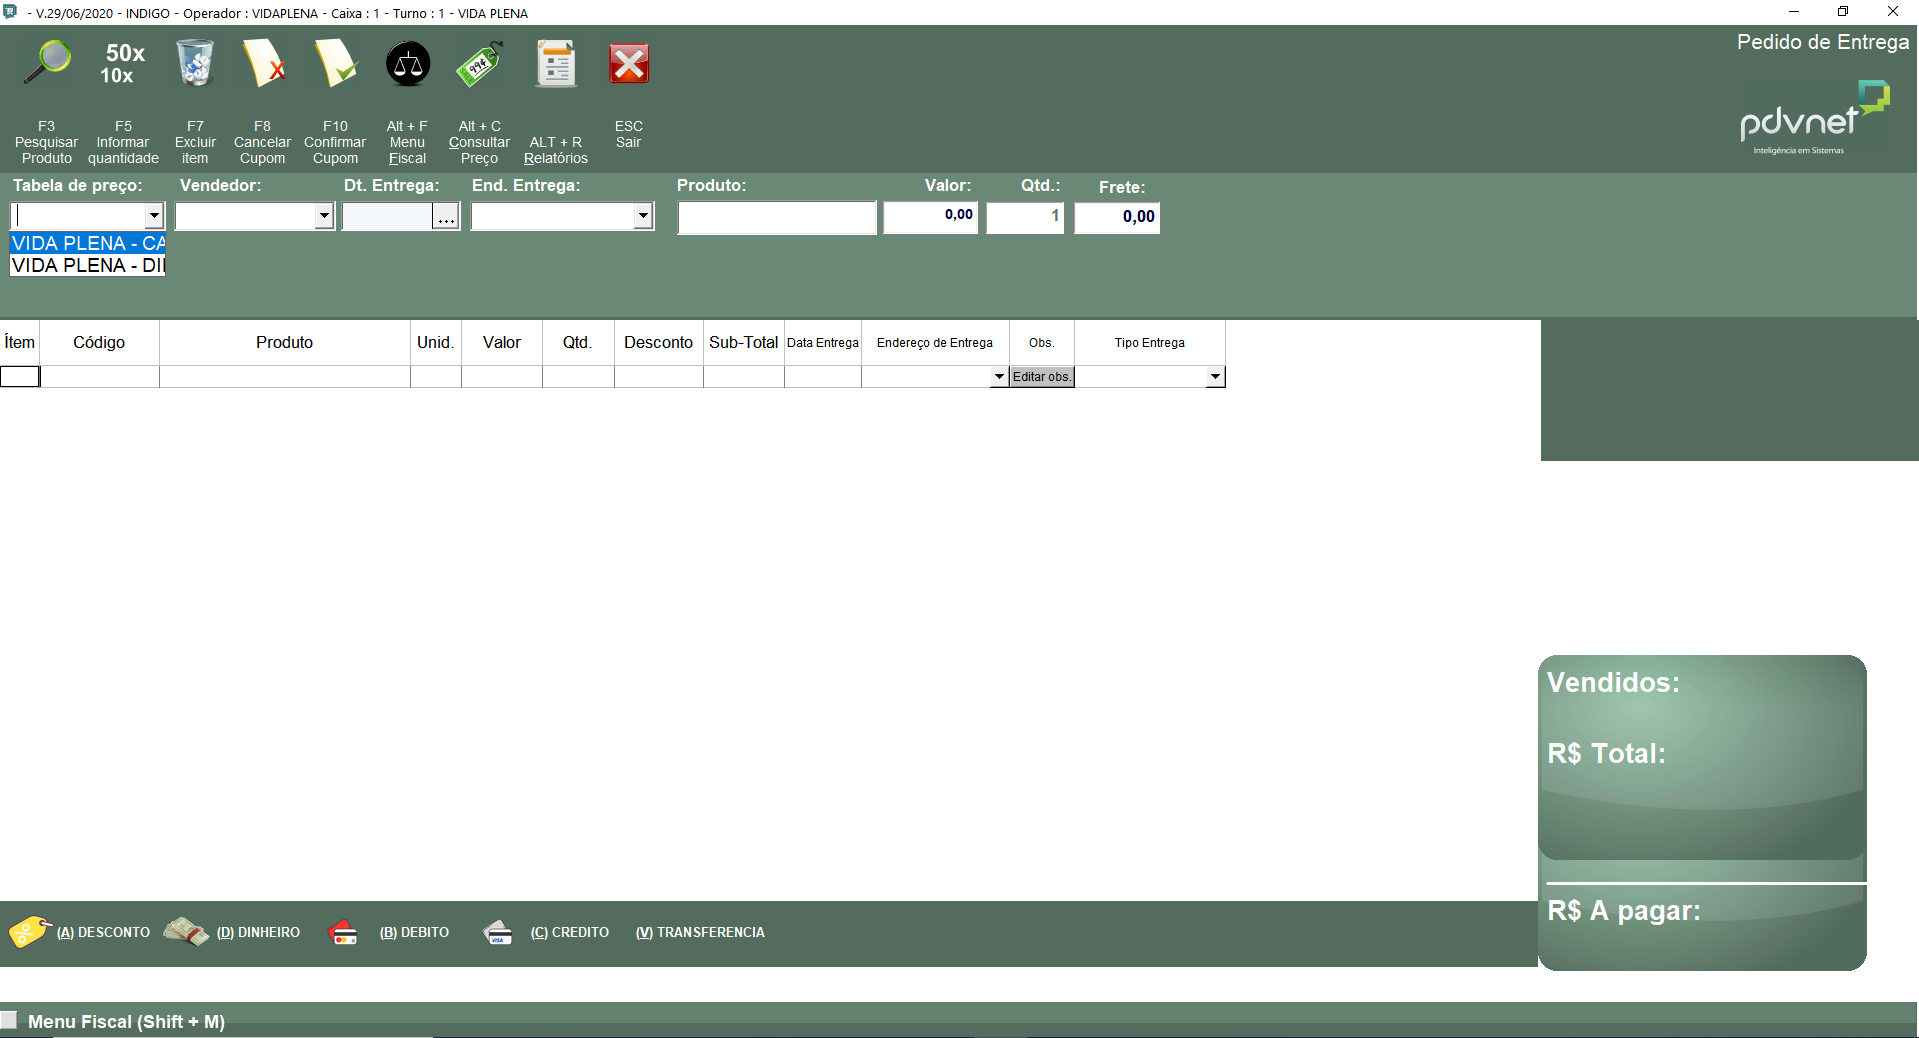 - V.29/06/2020 - INDIGO - Operador : VIDAPLENA - Caixa : 1 - Turno : 1 - VIDA PLENA
Pedido de Entrega
50x
10x
99¢
F3
Pesquisar
Produto
F5
Informar
quantidade
F7
Excluir
item
F8
Cancelar
Cupom
F10
Confirmar
Cupom
Alt + F
Menu
Fiscal
Alt + C
Consultar
Preço
ALT + R
Relatórios
ESC
Sair
pdvnet
Inteligência em Sistemas
Tabela de preço: Vendedor: Dt. Entrega: End. Entrega: Produto: Valor: Qtd.: Frete:
... 0,00 1 0,00
VIDA PLENA - CA
VIDA PLENA - DI
Ítem Código Produto Unid. Valor Qtd. Desconto Sub-Total Data Entrega Endereço de Entrega Obs. Tipo Entrega
Editar obs.
Vendidos:
R$ Total:
R$ A pagar:
(A) DESCONTO (D) DINHEIRO (B) DEBITO VISA (C) CREDITO (V) TRANSFERENCIA
Menu Fiscal (Shift + M)